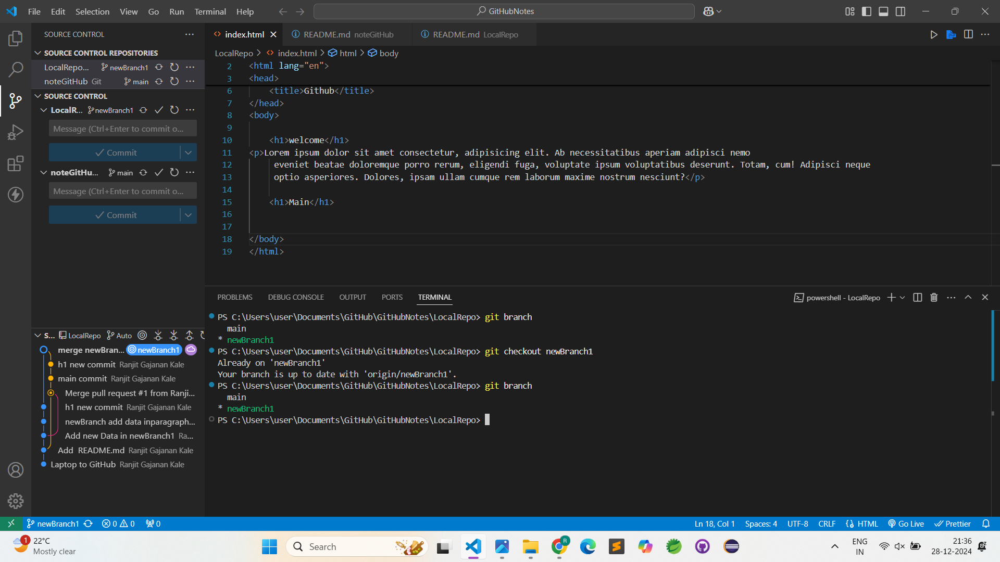 File Edit Selection View Go Run Terminal Help
GitHubNotes
SOURCE CONTROL
SOURCE CONTROL REPOSITORIES
LocalRepo... newBranch1
noteGitHub Git main
SOURCE CONTROL
LocalR... newBranch1
Message (Ctrl+Enter to commit o...
Commit
noteGitHu... main
Message (Ctrl+Enter to commit o...
Commit
S... LocalRepo Auto
merge newBran... newBranch1
h1 new commit Ranjit Gajanan Kale
main commit Ranjit Gajanan Kale
Merge pull request #1 from Ranji...
h1 new commit Ranjit Gajanan Kale
newBranch add data inparagraph...
Add new Data in newBranch1 Ra...
Add README.md Ranjit Gajanan Kale
Laptop to GitHub Ranjit Gajanan Kale
index.html README.md noteGitHub README.md LocalRepo
LocalRepo > index.html > html > body
2 <html lang="en">
3 <head>
6 <title>Github</title>
7 </head>
8 <body>
9
10 <h1>welcome</h1>
11 <p>Lorem ipsum dolor sit amet consectetur, adipisicing elit. Ab necessitatibus aperiam adipisci nemo
12 eveniet beatae doloremque porro rerum, eligendi fuga, voluptate ipsum voluptatibus deserunt. Totam, cum! Adipisci neque
13 optio asperiores. Dolores, ipsam ullam cumque rem laborum maxime nostrum nesciunt?</p>
14
15 <h1>Main</h1>
16
17
18 </body>
19 </html>
PROBLEMS DEBUG CONSOLE OUTPUT PORTS TERMINAL
powershell - LocalRepo
PS C:\Users\user\Documents\GitHub\GitHubNotes\LocalRepo> git branch
main
* newBranch1
PS C:\Users\user\Documents\GitHub\GitHubNotes\LocalRepo> git checkout newBranch1
Already on 'newBranch1'
Your branch is up to date with 'origin/newBranch1'.
PS C:\Users\user\Documents\GitHub\GitHubNotes\LocalRepo> git branch
main
* newBranch1
PS C:\Users\user\Documents\GitHub\GitHubNotes\LocalRepo>
newBranch1 0 0 0
Ln 18, Col 1 Spaces: 4 UTF-8 CRLF {} HTML Go Live Prettier
1
22°C
Mostly clear
Search
R
ENG
IN
21:36
28-12-2024